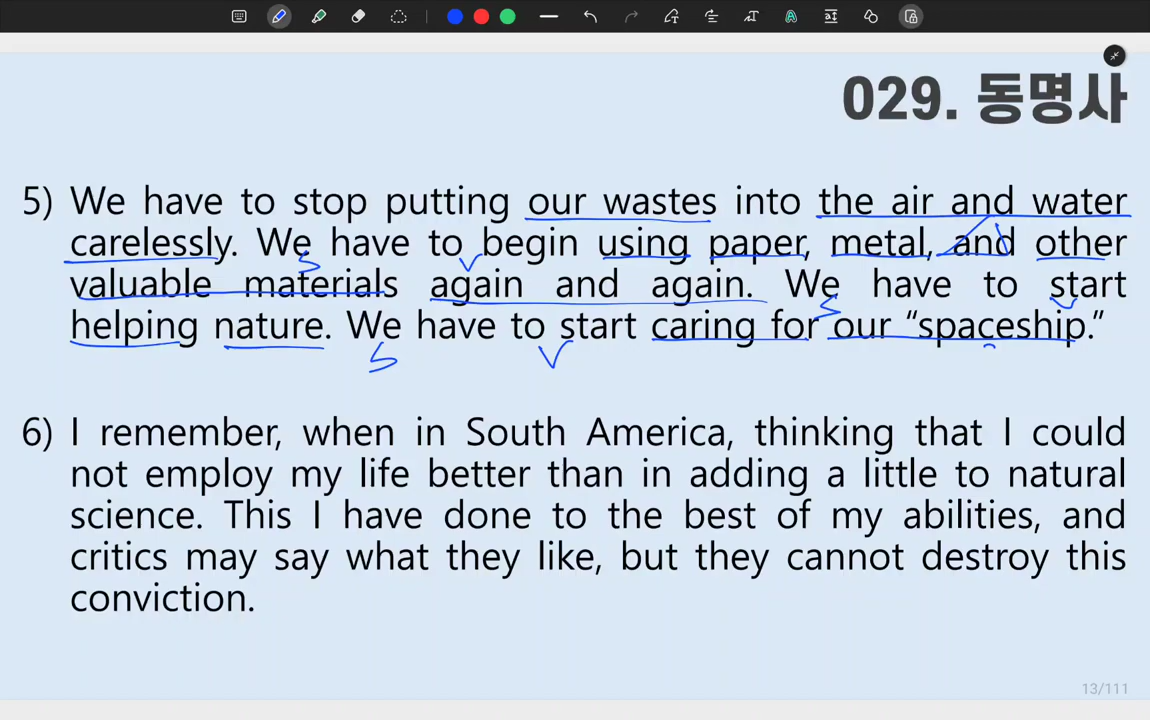 029. 동명사
5) We have to stop putting our wastes into the air and water
carelessly. We have to begin using paper, metal, and other
valuable materials again and again. We have to start
helping nature. We have to start caring for our “spaceship.”
S
V
S
V
S
V
6) I remember, when in South America, thinking that I could
not employ my life better than in adding a little to natural
science. This I have done to the best of my abilities, and
critics may say what they like, but they cannot destroy this
conviction.
13/111